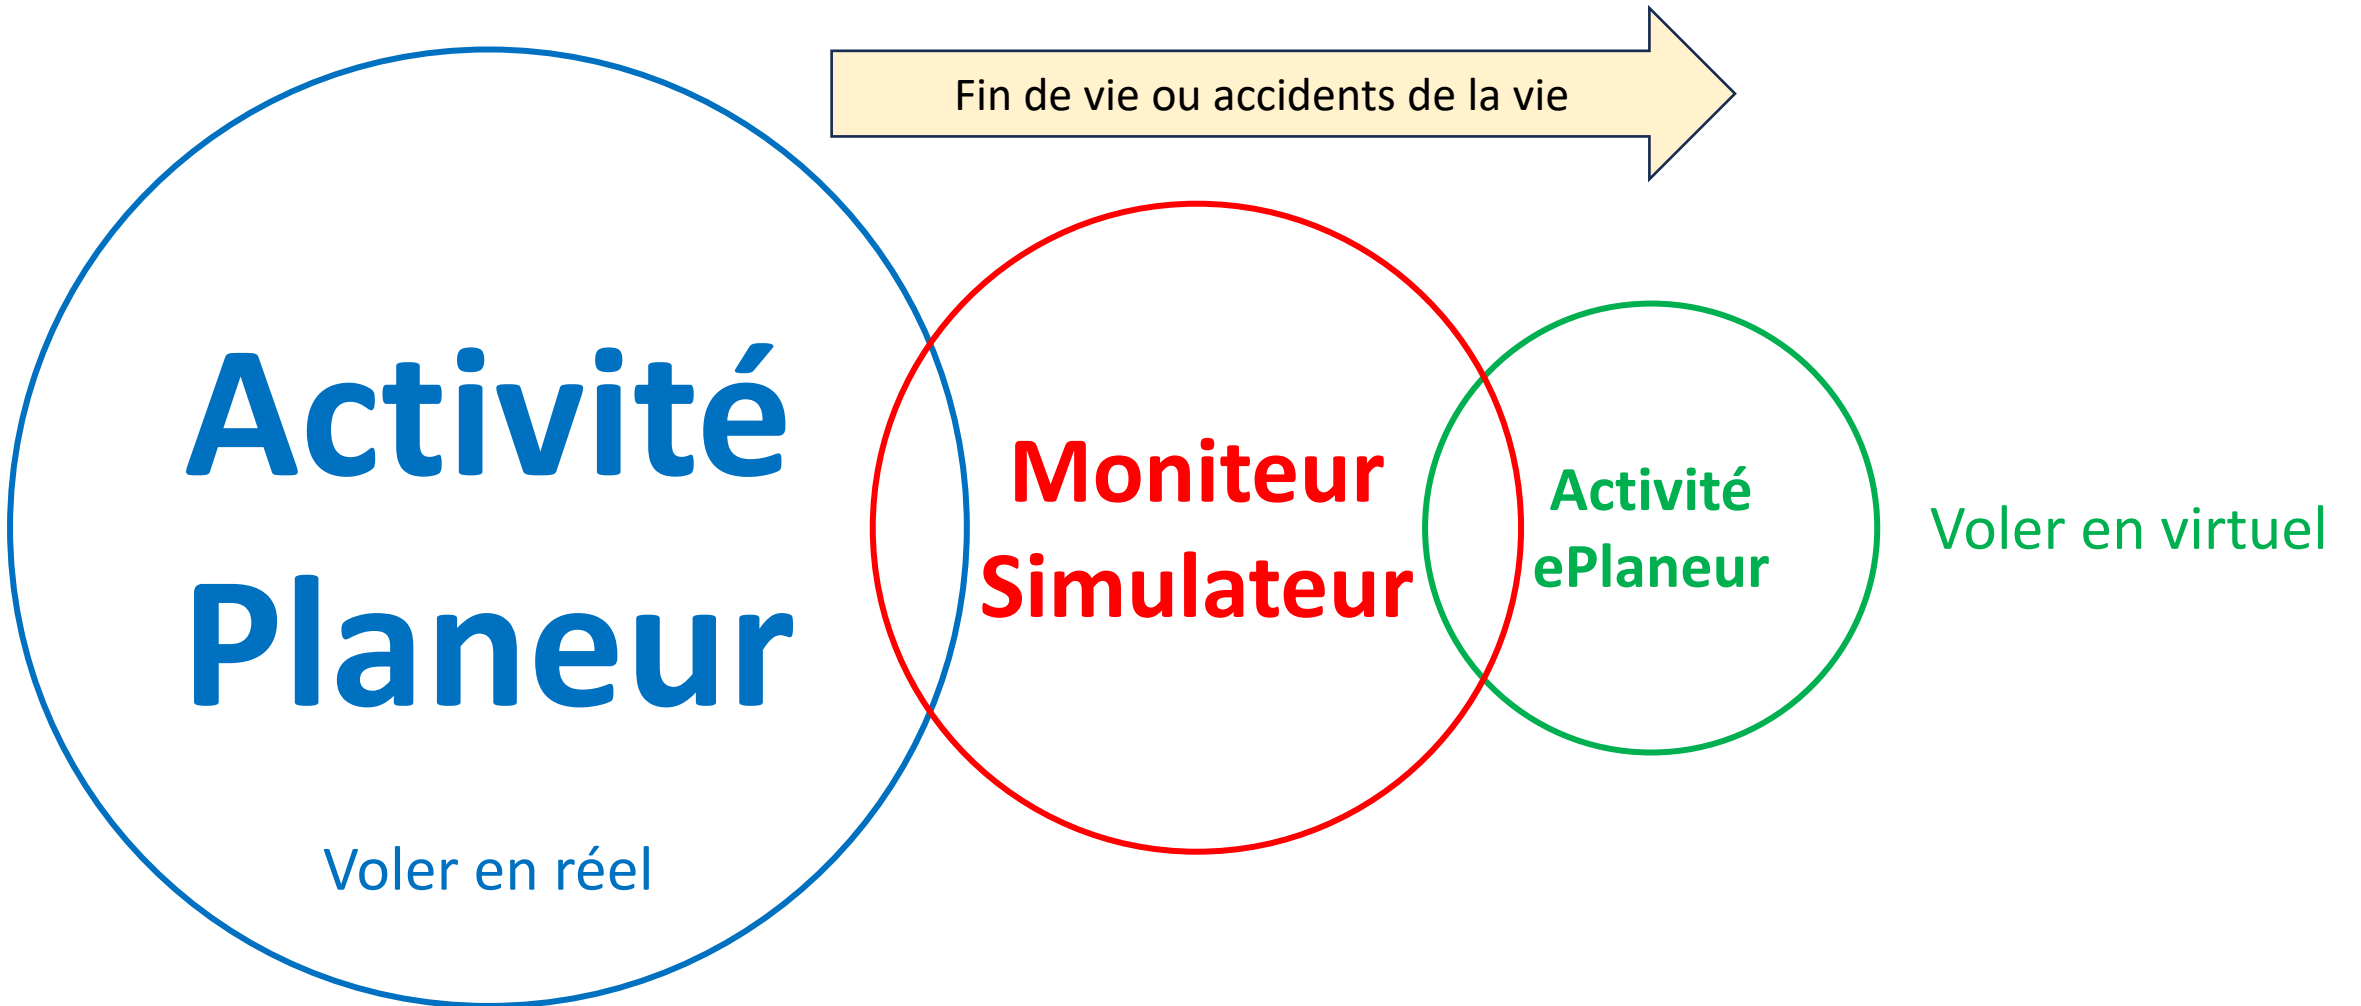 Fin de vie ou accidents de la vie
Activité
Planeur
Voler en réel
Moniteur
Simulateur
Activité
ePlaneur
Voler en virtuel